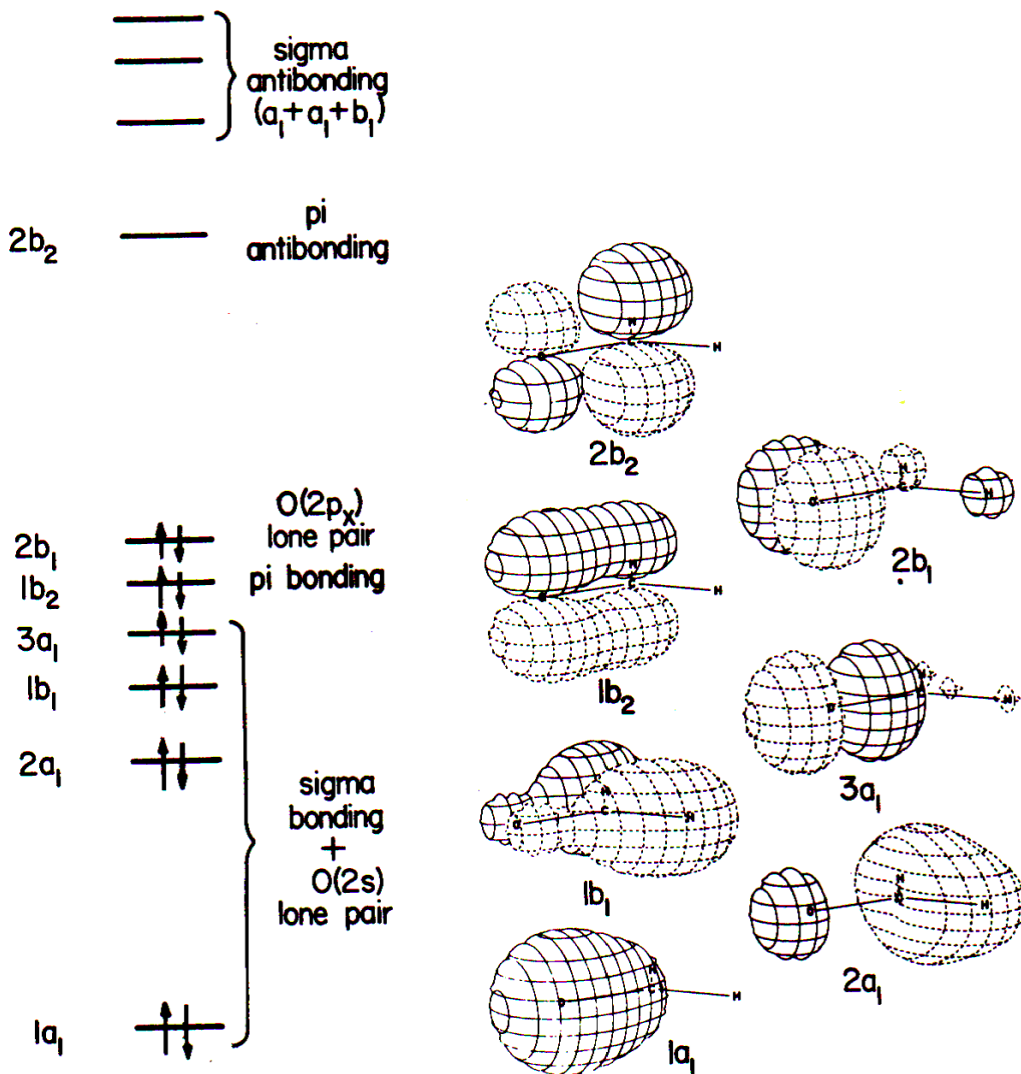 sigma
antibonding
(a₁+a₁+b₁)
2b₂
pi
antibonding
2b₂
O(2pₓ)
lone pair
2b₁
pi bonding
1b₂
3a₁
1b₁
2a₁
sigma
bonding
+
O(2s)
lone pair
1a₁
H
C
H
O
2b₂
H
C
H
O
2b₁
H
C
H
O
1b₂
H
H
3a₁
H
C
H
O
1b₁
H
H
O
2a₁
H
C
H
O
1a₁